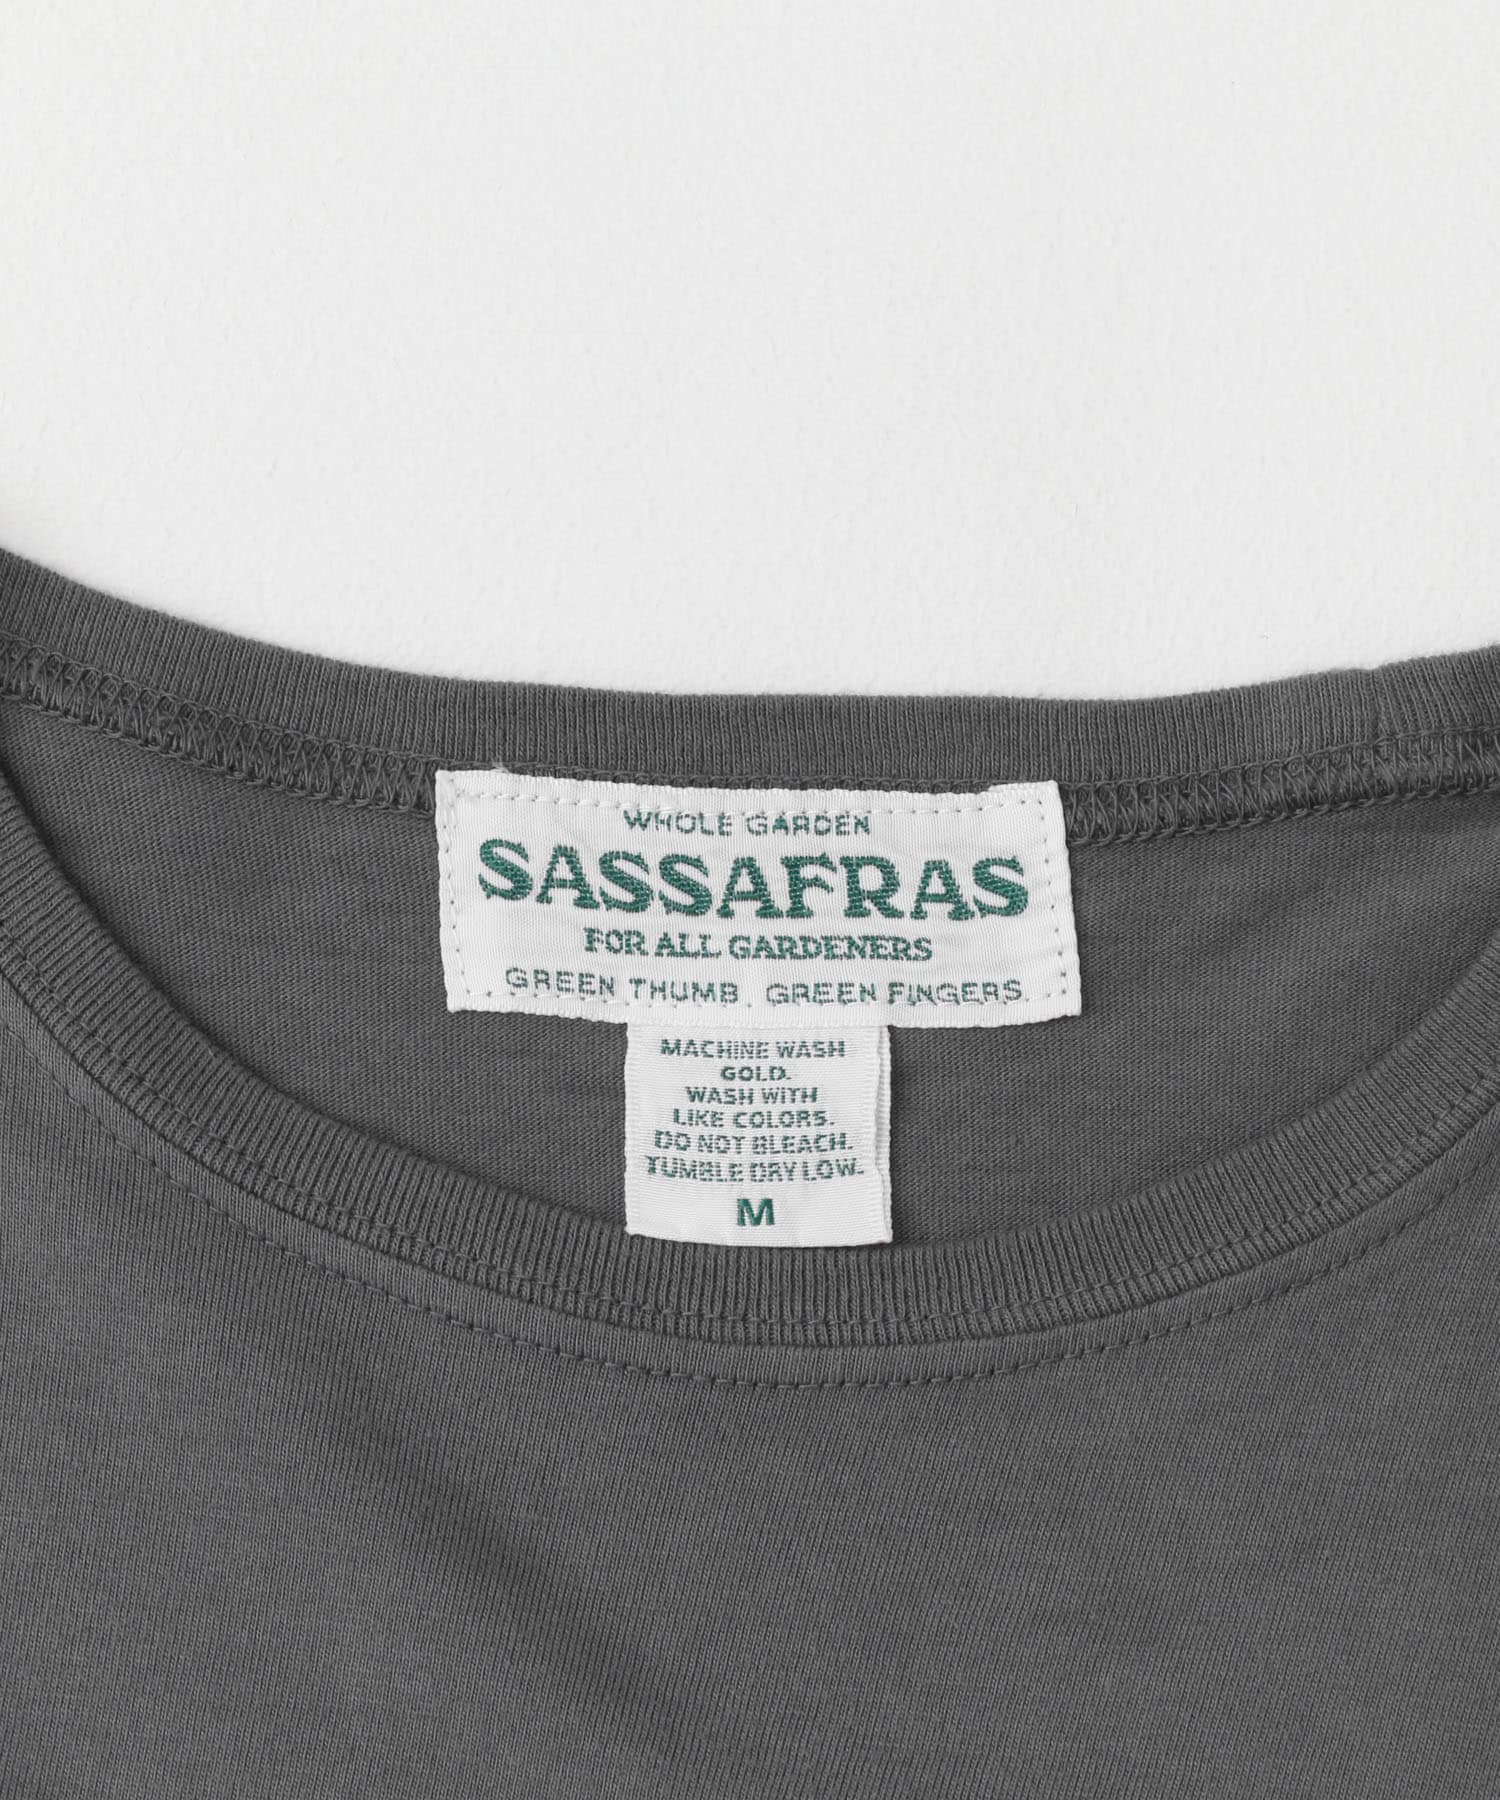 WHOLE GARDEN
SASSAFRAS
FOR ALL GARDENERS
GREEN THUMB. GREEN FINGERS
MACHINE WASH
GOLD.
WASH WITH
LIKE COLORS.
DO NOT BLEACH.
TUMBLE DRY LOW.
M